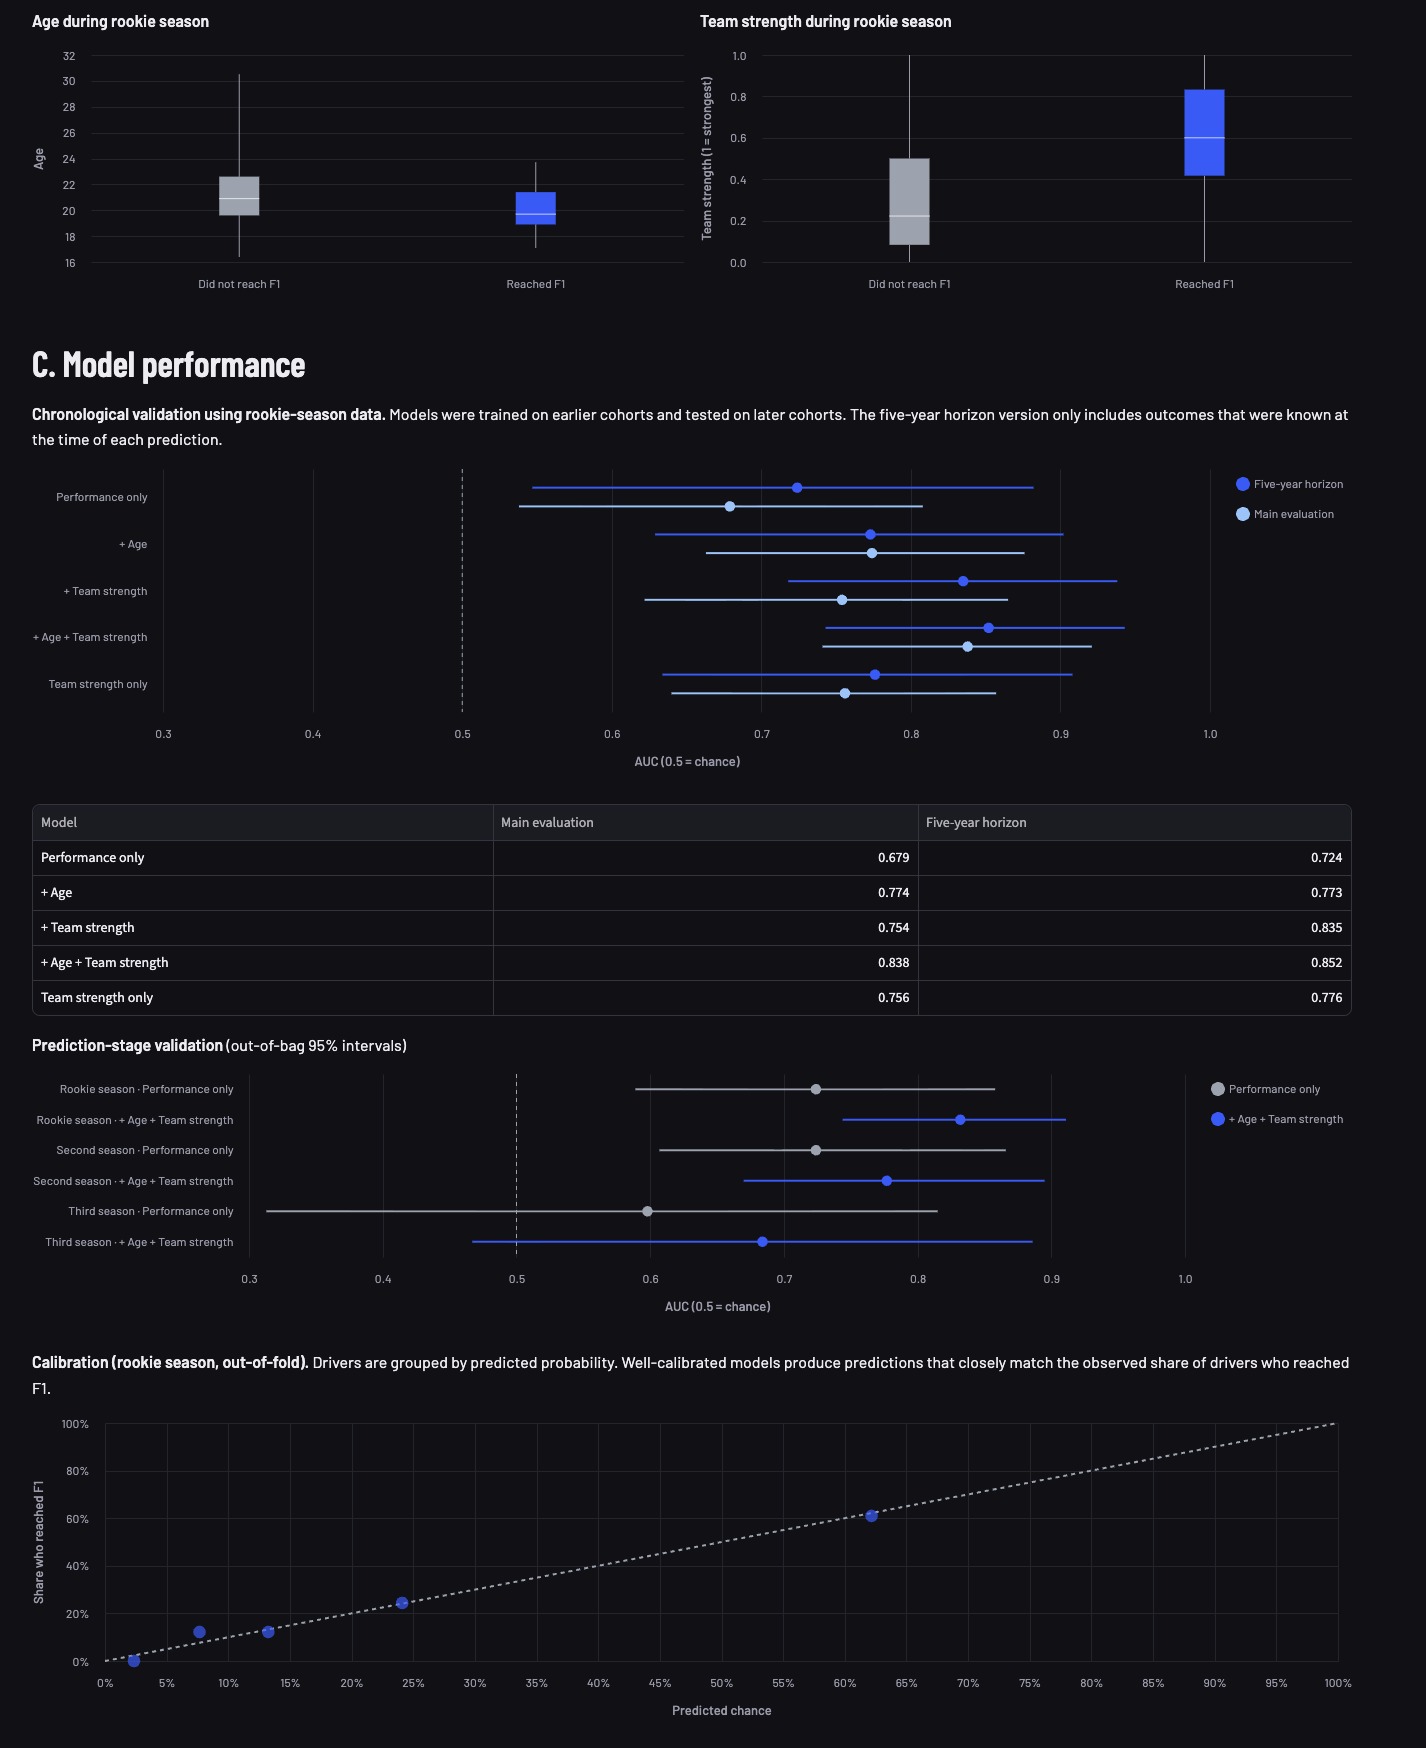 Age during rookie season
Team strength during rookie season
Age
32
30
28
26
24
22
20
18
16
Did not reach F1
Reached F1
Team strength (1 = strongest)
1.0
0.8
0.6
0.4
0.2
0.0
Did not reach F1
Reached F1
C. Model performance
Chronological validation using rookie-season data. Models were trained on earlier cohorts and tested on later cohorts. The five-year horizon version only includes outcomes that were known at
the time of each prediction.
Performance only
+ Age
+ Team strength
+ Age + Team strength
Team strength only
Five-year horizon
Main evaluation
0.3 0.4 0.5 0.6 0.7 0.8 0.9 1.0
AUC (0.5 = chance)
Model Main evaluation Five-year horizon
Performance only 0.679 0.724
+ Age 0.774 0.773
+ Team strength 0.754 0.835
+ Age + Team strength 0.838 0.852
Team strength only 0.756 0.776
Prediction-stage validation (out-of-bag 95% intervals)
Rookie season · Performance only
Rookie season · + Age + Team strength
Second season · Performance only
Second season · + Age + Team strength
Third season · Performance only
Third season · + Age + Team strength
Performance only
+ Age + Team strength
0.3 0.4 0.5 0.6 0.7 0.8 0.9 1.0
AUC (0.5 = chance)
Calibration (rookie season, out-of-fold). Drivers are grouped by predicted probability. Well-calibrated models produce predictions that closely match the observed share of drivers who reached
F1.
Share who reached F1
100%
80%
60%
40%
20%
0%
0% 5% 10% 15% 20% 25% 30% 35% 40% 45% 50% 55% 60% 65% 70% 75% 80% 85% 90% 95% 100%
Predicted chance